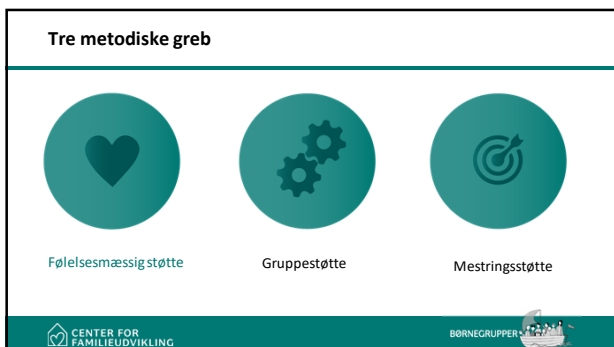 Tre metodiske greb
Følelsesmæssig støtte
Gruppestøtte
Mestringsstøtte
CENTER FOR
FAMILIEUDVIKLING
BØRNEGRUPPER